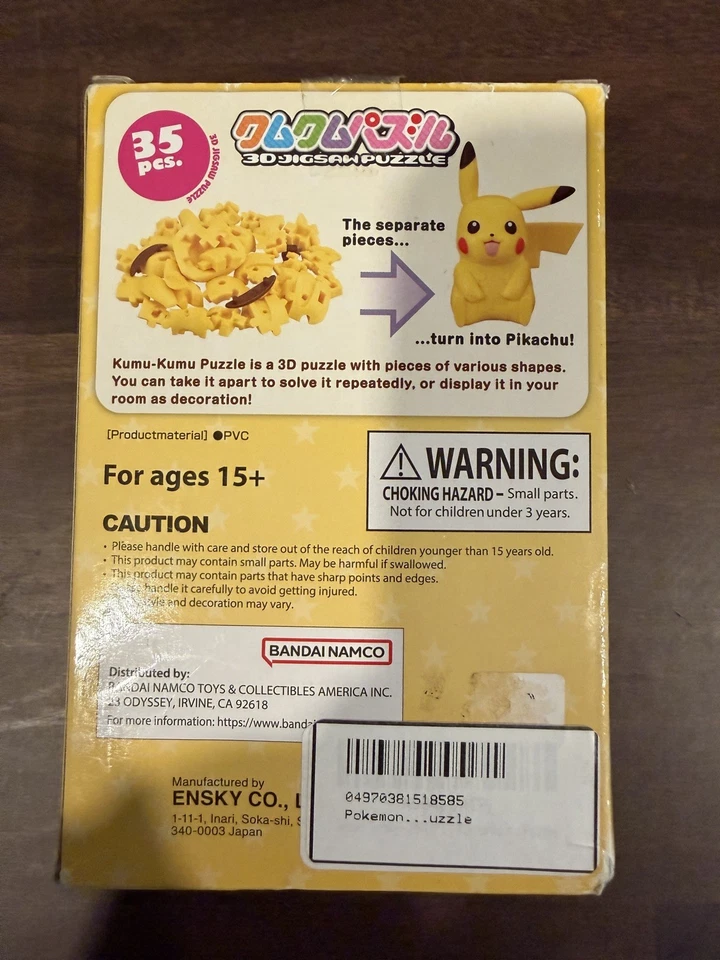 35
pcs.
3D JIGSAW PUZZLE
クムクムパズル
3D JIGSAW PUZZLE
The separate
pieces...
...turn into Pikachu!
Kumu-Kumu Puzzle is a 3D puzzle with pieces of various shapes.
You can take it apart to solve it repeatedly, or display it in your
room as decoration!
[Productmaterial] ●PVC
For ages 15+
⚠ WARNING:
CHOKING HAZARD – Small parts.
Not for children under 3 years.
CAUTION
・Please handle with care and store out of the reach of children younger than 15 years old.
・This product may contain small parts. May be harmful if swallowed.
・This product may contain parts that have sharp points and edges.
handle it carefully to avoid getting injured.
style and decoration may vary.
BANDAI NAMCO
Distributed by:
BANDAI NAMCO TOYS & COLLECTIBLES AMERICA INC.
23 ODYSSEY, IRVINE, CA 92618
For more information: https://www.banda
Manufactured by
ENSKY CO., L
1-11-1, Inari, Soka-shi, S
340-0003 Japan
04970381518585
Pokemon...uzzle